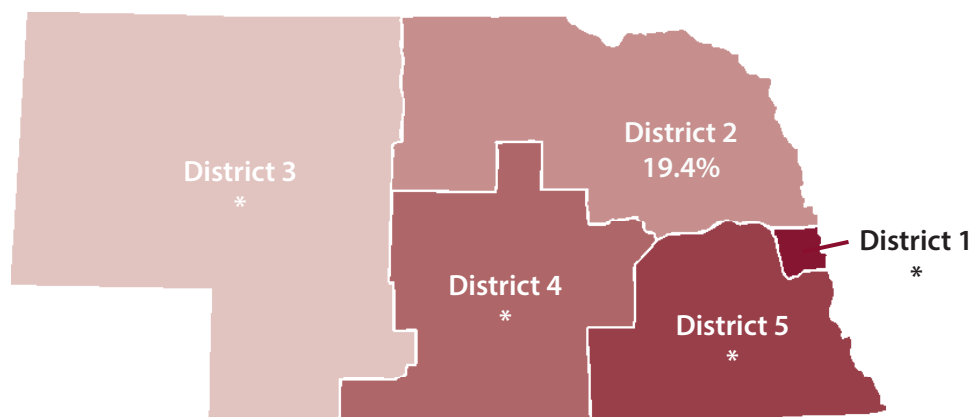 District 2
19.4%
District 3
*
District 1
*
District 4
*
District 5
*